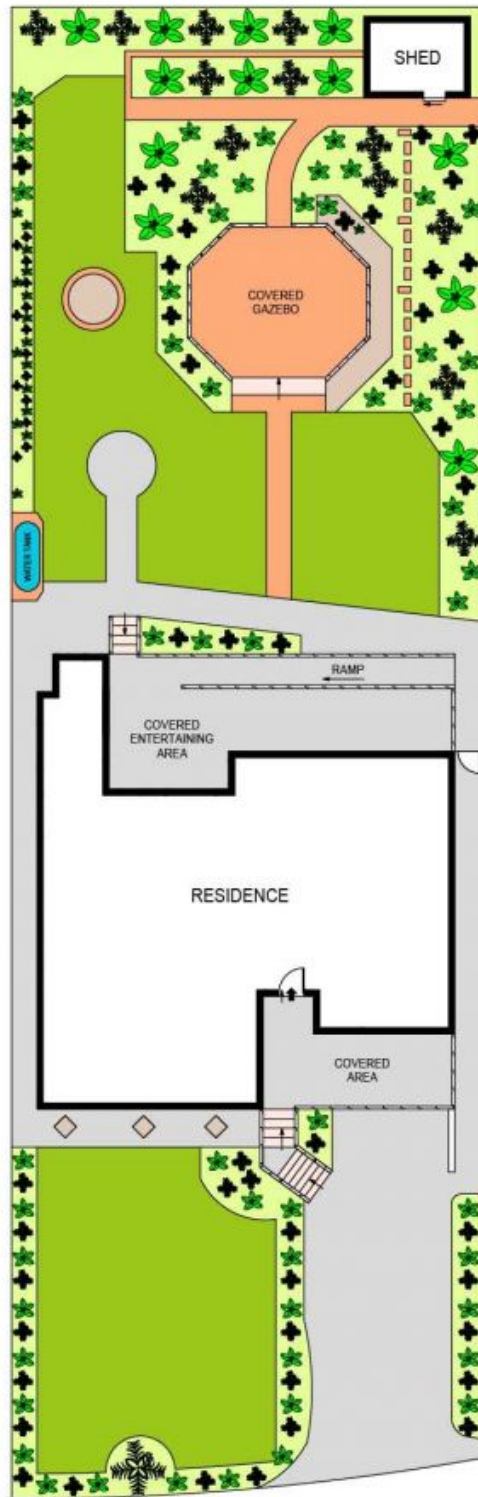 SHED
COVERED
GAZEBO
WATER TANK
RAMP
COVERED
ENTERTAINING
AREA
RESIDENCE
COVERED
AREA